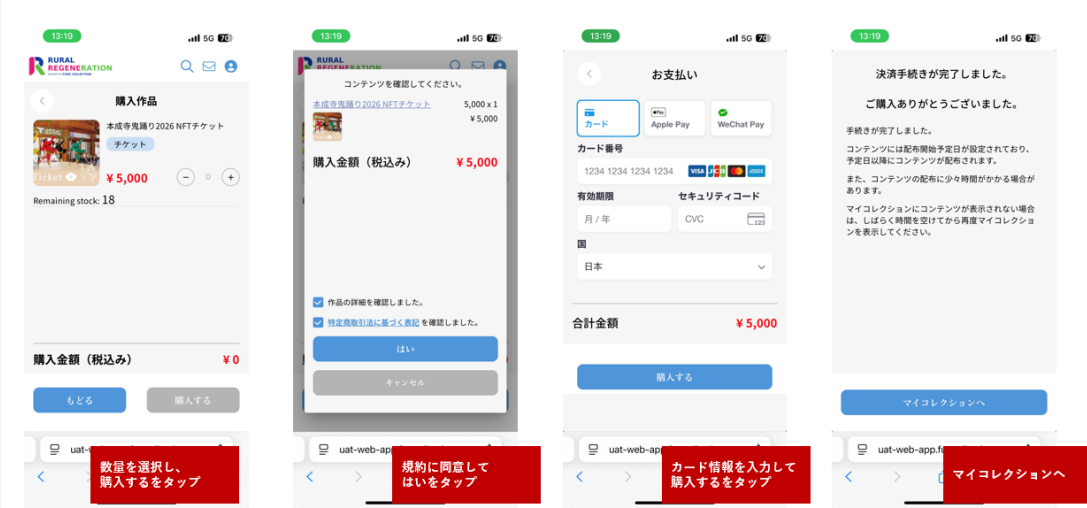 13:19
5G 70
RURAL
REGENERATION
購入作品
本成寺鬼踊り2026 NFTチケット
チケット
Ticket
¥ 5,000
0
Remaining stock: 18
購入金額（税込み）
¥ 0
もどる
購入する
数量を選択し、
購入するをタップ
13:19
5G 70
RURAL
REGENERATION
コンテンツを確認してください。
本成寺鬼踊り2026 NFTチケット
5,000 x 1
¥ 5,000
購入金額（税込み）
¥ 5,000
作品の詳細を確認しました。
特定商取引法に基づく表記 を確認しました。
はい
キャンセル
規約に同意して
はいをタップ
13:19
5G 70
お支払い
カード
Pay
Apple Pay
WeChat Pay
カード番号
1234 1234 1234 1234
VISA
JCB
有効期限
セキュリティコード
月 / 年
CVC
123
国
日本
合計金額
¥ 5,000
購入する
カード情報を入力して
購入するをタップ
13:19
5G 70
決済手続きが完了しました。
ご購入ありがとうございました。
手続きが完了しました。
コンテンツには配布開始予定日が設定されており、
予定日以降にコンテンツが配布されます。
また、コンテンツの配布に少々時間がかかる場合が
あります。
マイコレクションにコンテンツが表示されない場合
は、しばらく時間を空けてから再度マイコレクショ
ンを表示してください。
マイコレクションへ
マイコレクションへ